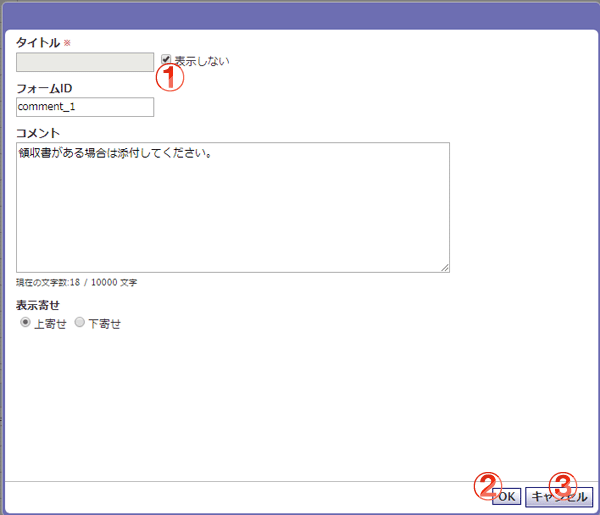 タイトル ※
表示しない
①
フォームID
comment_1
コメント
領収書がある場合は添付してください。
現在の文字数:18 / 10000 文字
表示寄せ
上寄せ 下寄せ
② ③
OK キャンセル